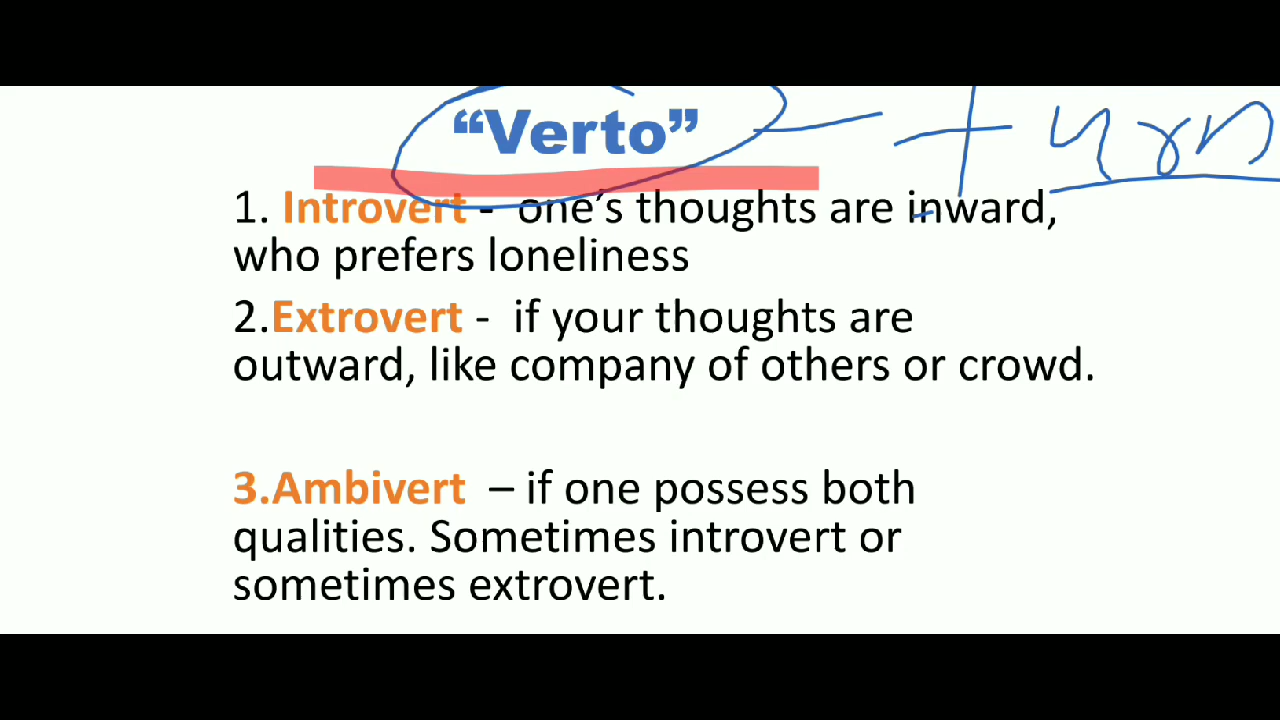 “Verto” - turn
1. Introvert - one's thoughts are inward,
who prefers loneliness
2.Extrovert - if your thoughts are
outward, like company of others or crowd.
3.Ambivert – if one possess both
qualities. Sometimes introvert or
sometimes extrovert.